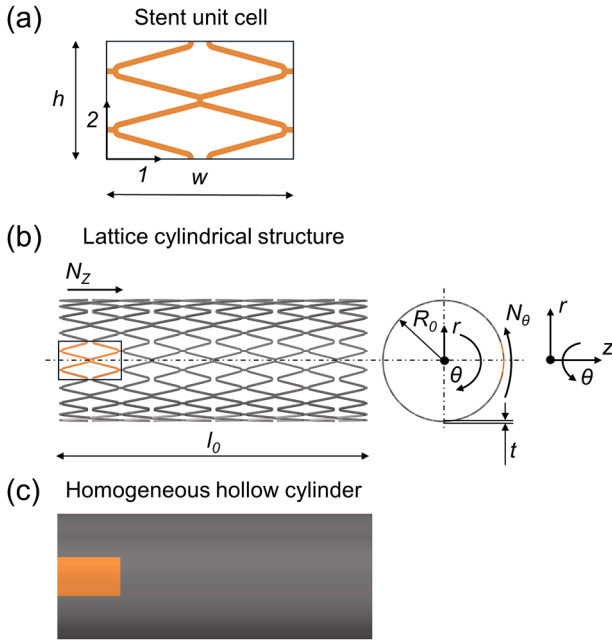 (a)
Stent unit cell
h
2
1
w
(b)
Lattice cylindrical structure
N_Z
R_0
r
θ
N_θ
r
z
θ
l_0
t
(c)
Homogeneous hollow cylinder